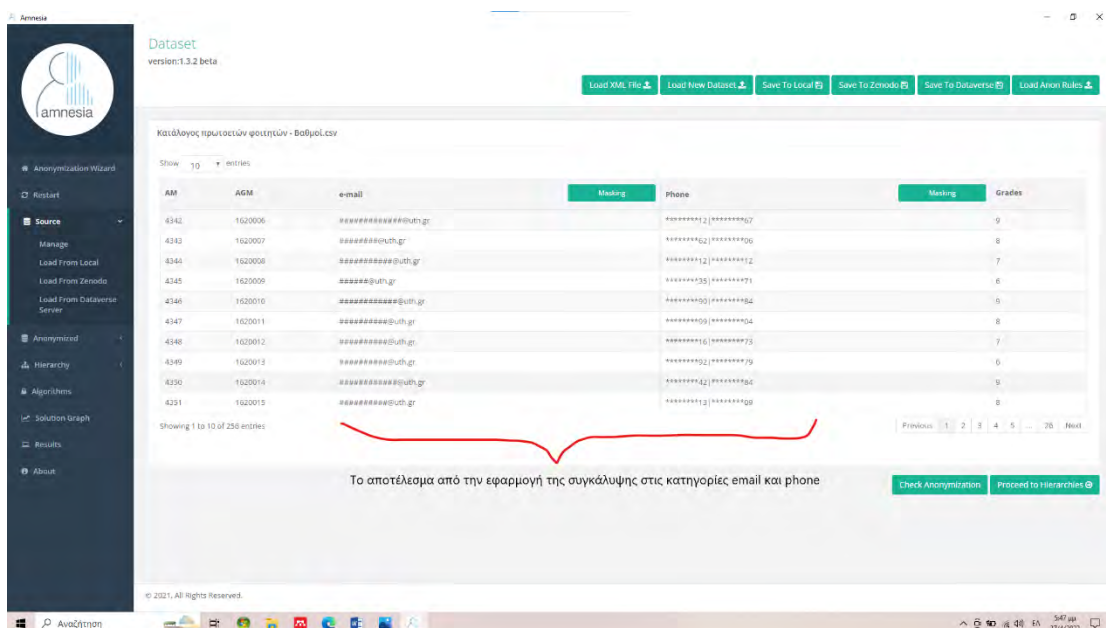 Amnesia
Dataset
version:1.3.2 beta
amnesia
Load XML File
Load New Dataset
Save To Local
Save To Zenodo
Save To Dataverse
Load Anon Rules
Κατάλογος πρωτοετών φοιτητών - Βαθμοί.csv
Show 10 entries
Anonymization Wizard
Restart
Source
Manage
Load From Local
Load From Zenodo
Load From Dataverse Server
Anonymized
Hierarchy
Algorithms
Solution Graph
Results
About
AM AGM e-mail Masking Phone Masking Grades
4342 1620006 #############@uth.gr ********12|********67 9
4343 1620007 ########@uth.gr ********62|********06 8
4344 1620008 ###########@uth.gr ********12|********12 7
4345 1620009 ######@uth.gr ********35|********71 6
4346 1620010 ############@uth.gr ********90|********84 9
4347 1620011 ##########@uth.gr ********09|********04 8
4348 1620012 ##########@uth.gr ********16|********73 7
4349 1620013 ##########@uth.gr ********92|********79 6
4350 1620014 ############@uth.gr ********42|********84 9
4351 1620015 ##########@uth.gr ********13|********09 8
Showing 1 to 10 of 256 entries
Previous 1 2 3 4 5 ... 26 Next
Το αποτέλεσμα από την εφαρμογή της συγκάλυψης στις κατηγορίες email και phone
Check Anonymization
Proceed to Hierarchies
© 2021, All Rights Reserved.
Αναζήτηση
ΕΛ
5:47 μμ